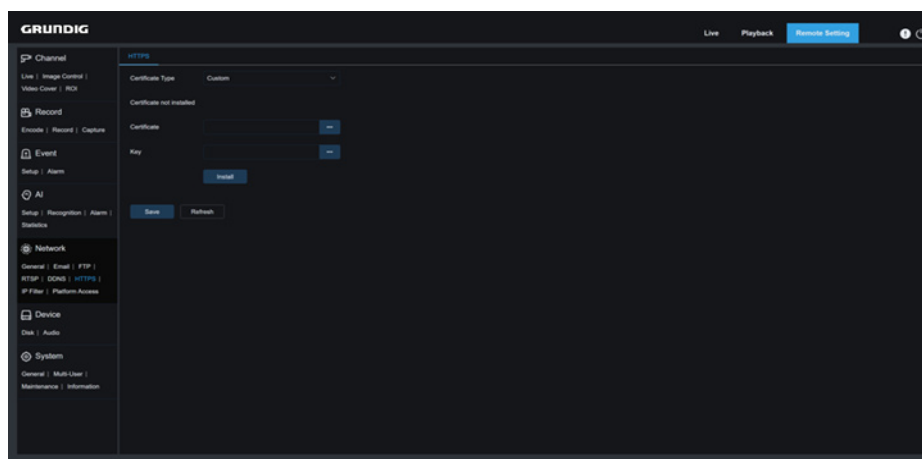 GRUNDIG
Live Playback Remote Setting
Channel
Live | Image Control |
Video Cover | ROI
Record
Encode | Record | Capture
Event
Setup | Alarm
AI
Setup | Recognition | Alarm |
Statistics
Network
General | Email | FTP |
RTSP | DDNS | HTTPS |
IP Filter | Platform Access
Device
Disk | Audio
System
General | Multi-User |
Maintenance | Information
HTTPS
Certificate Type Custom
Certificate not installed
Certificate ...
Key ...
Install
Save Refresh